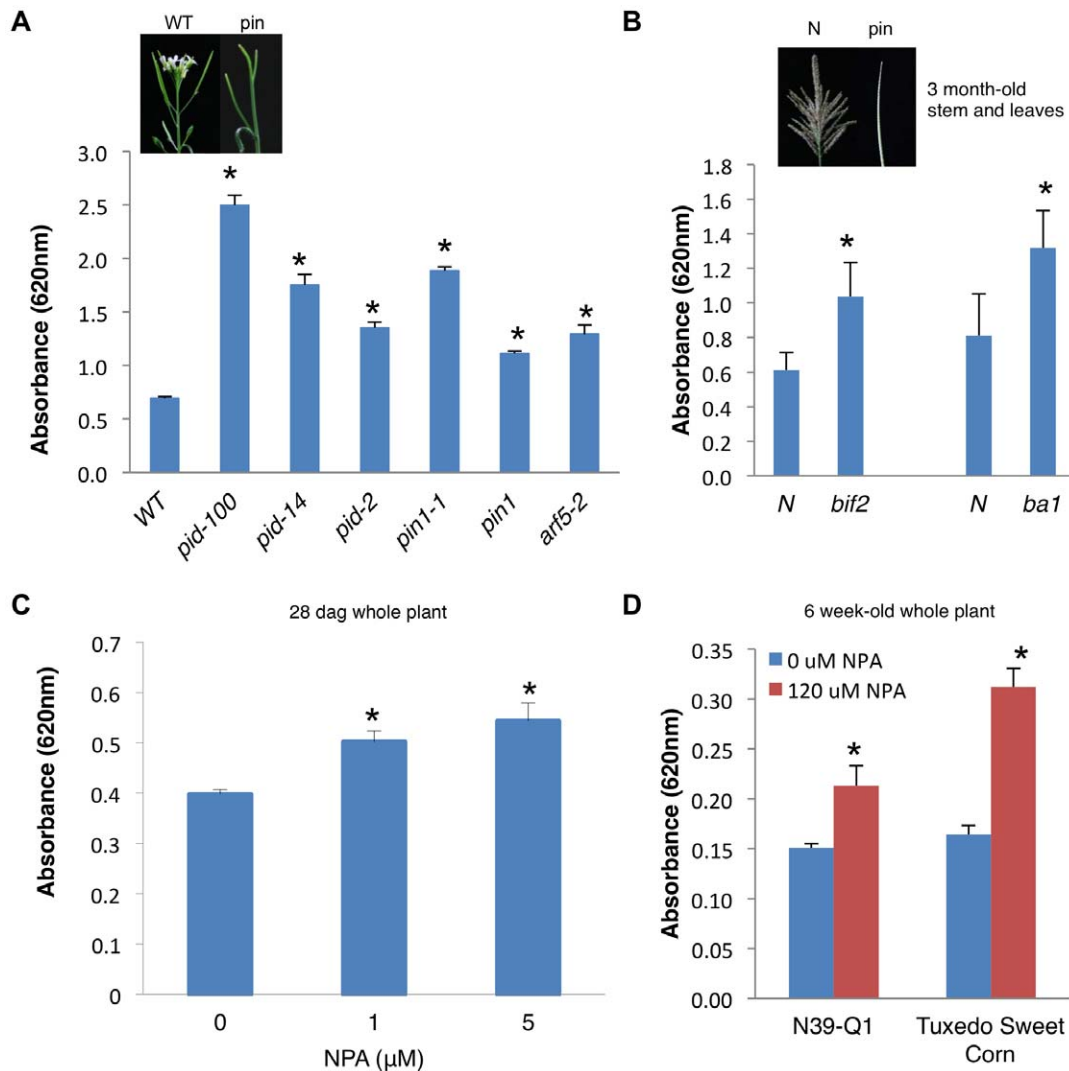 A
WT pin
Absorbance (620nm)
3.0
2.5
2.0
1.5
1.0
0.5
0.0
*
*
*
*
*
*
WT
pid-100
pid-14
pid-2
pin1-1
pin1
arf5-2
B
N pin
3 month-old
stem and leaves
Absorbance (620nm)
1.8
1.6
1.4
1.2
1.0
0.8
0.6
0.4
0.2
0.0
*
*
N bif2 N ba1
C
28 dag whole plant
Absorbance (620nm)
0.7
0.6
0.5
0.4
0.3
0.2
0.1
0
*
*
0 1 5
NPA (µM)
D
6 week-old whole plant
0 uM NPA
120 uM NPA
Absorbance (620nm)
0.35
0.30
0.25
0.20
0.15
0.10
0.05
0.00
*
*
N39-Q1
Tuxedo Sweet
Corn